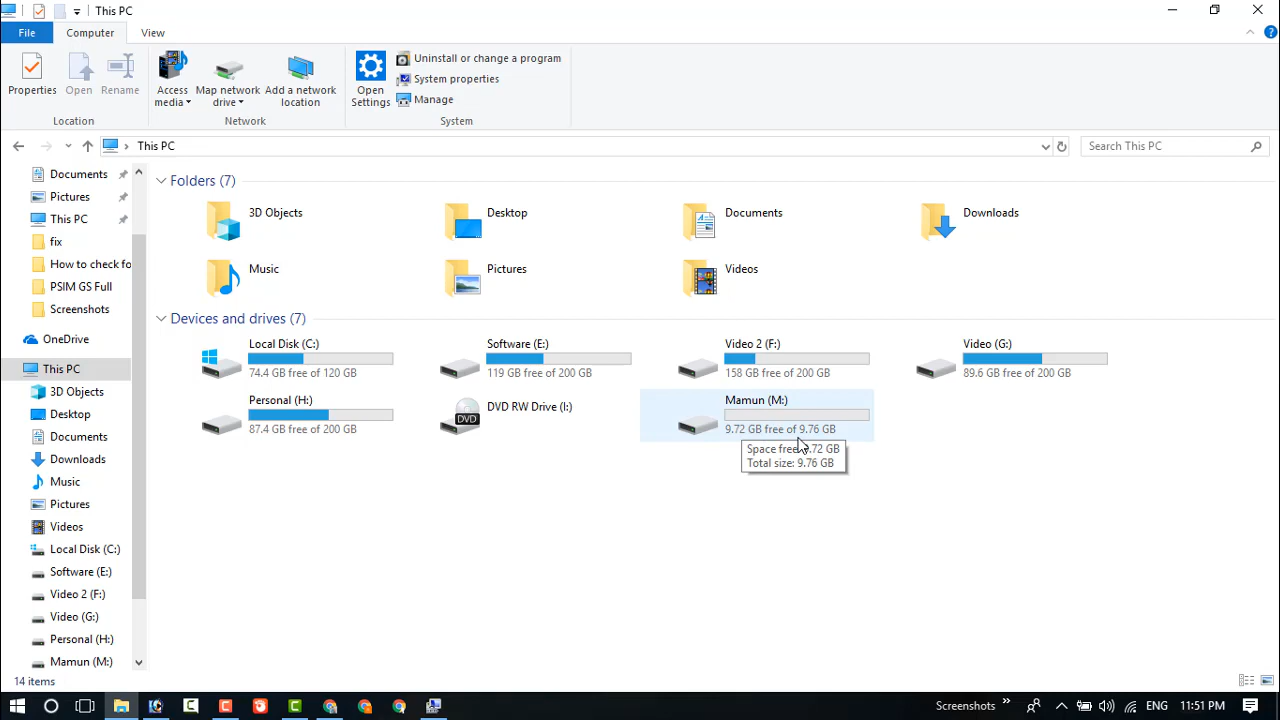 This PC
File Computer View
Properties Open Rename Access media Map network drive Add a network location Open Settings Uninstall or change a program
System properties
Manage
Location Network System
This PC Search This PC
Documents
Pictures
This PC
fix
How to check fo
PSIM GS Full
Screenshots
OneDrive
This PC
3D Objects
Desktop
Documents
Downloads
Music
Pictures
Videos
Local Disk (C:)
Software (E:)
Video 2 (F:)
Video (G:)
Personal (H:)
Mamun (M:)
Folders (7)
3D Objects Desktop Documents Downloads
Music Pictures Videos
Devices and drives (7)
Local Disk (C:) Software (E:) Video 2 (F:) Video (G:)
74.4 GB free of 120 GB 119 GB free of 200 GB 158 GB free of 200 GB 89.6 GB free of 200 GB
Personal (H:) DVD RW Drive (I:) Mamun (M:)
DVD
87.4 GB free of 200 GB 9.72 GB free of 9.76 GB
Space free .72 GB
Total size: 9.76 GB
14 items
Screenshots » ENG 11:51 PM